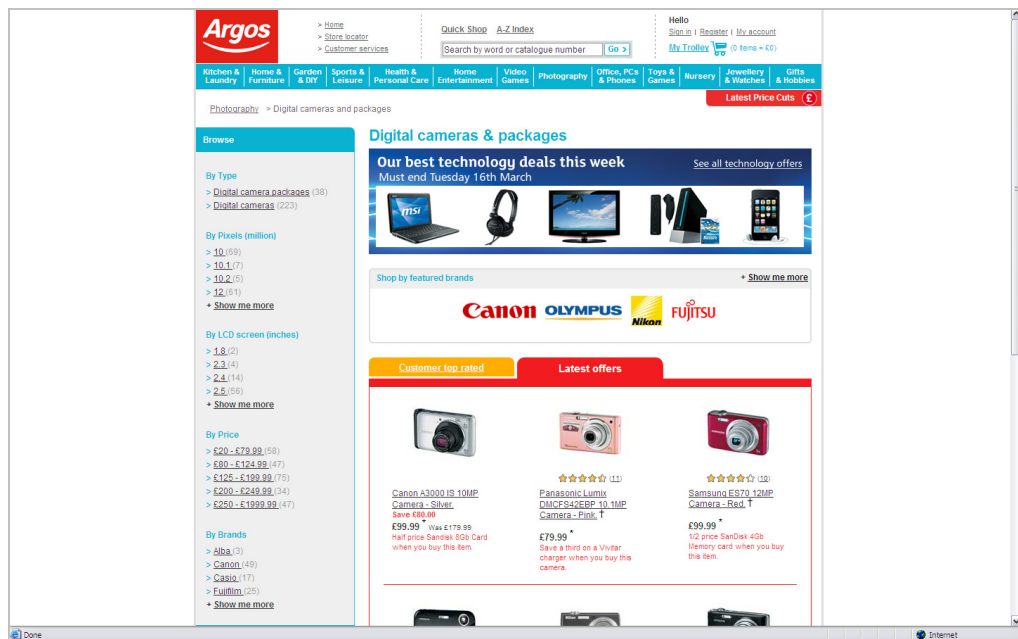 Argos
> Home
> Store locator
> Customer services
Quick Shop A-Z Index
Search by word or catalogue number Go >
Hello
Sign in | Register | My account
My Trolley (0 items = £0)
Kitchen & Laundry Home & Furniture Garden & DIY Sports & Leisure Health & Personal Care Home Entertainment Video Games Photography Office, PCs & Phones Toys & Games Nursery Jewellery & Watches Gifts & Hobbies
Latest Price Cuts £
Photography > Digital cameras and packages
Browse
By Type
> Digital camera packages (38)
> Digital cameras (223)
By Pixels (million)
> 10 (69)
> 10.1 (7)
> 10.2 (5)
> 12 (61)
+ Show me more
By LCD screen (inches)
> 1.8 (2)
> 2.3 (4)
> 2.4 (14)
> 2.5 (56)
+ Show me more
By Price
> £20 - £79.99 (58)
> £80 - £124.99 (47)
> £125 - £199.99 (75)
> £200 - £249.99 (34)
> £250 - £1999.99 (47)
By Brands
> Alba (3)
> Canon (49)
> Casio (17)
> Fujifilm (25)
+ Show me more
Digital cameras & packages
Our best technology deals this week
Must end Tuesday 16th March
See all technology offers
msi
Shop by featured brands
+ Show me more
Canon OLYMPUS Nikon FUJITSU
Customer top rated
Latest offers
Canon A3000 IS 10MP
Camera - Silver.
Save £80.00
£99.99 * Was £179.99
Half price Sandisk 8Gb Card
when you buy this item.
(11)
Panasonic Lumix
DMCFS42EBP 10.1MP
Camera - Pink. †
£79.99 *
Save a third on a Vivitar
charger when you buy this
camera.
(10)
Samsung ES70 12MP
Camera - Red. †
£99.99 *
1/2 price SanDisk 4Gb
Memory card when you buy
this item.
Done
Internet